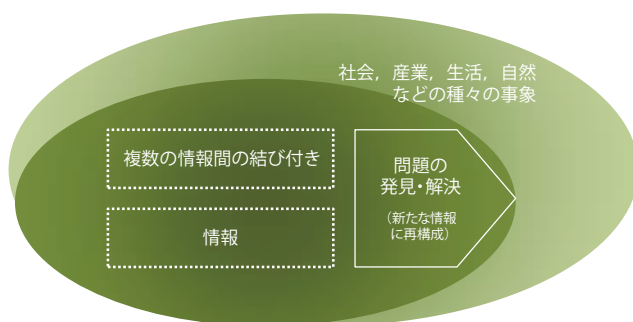 社会，産業，生活，自然
などの種々の事象
複数の情報間の結び付き
情報
問題の
発見・解決
（新たな情報
に再構成）